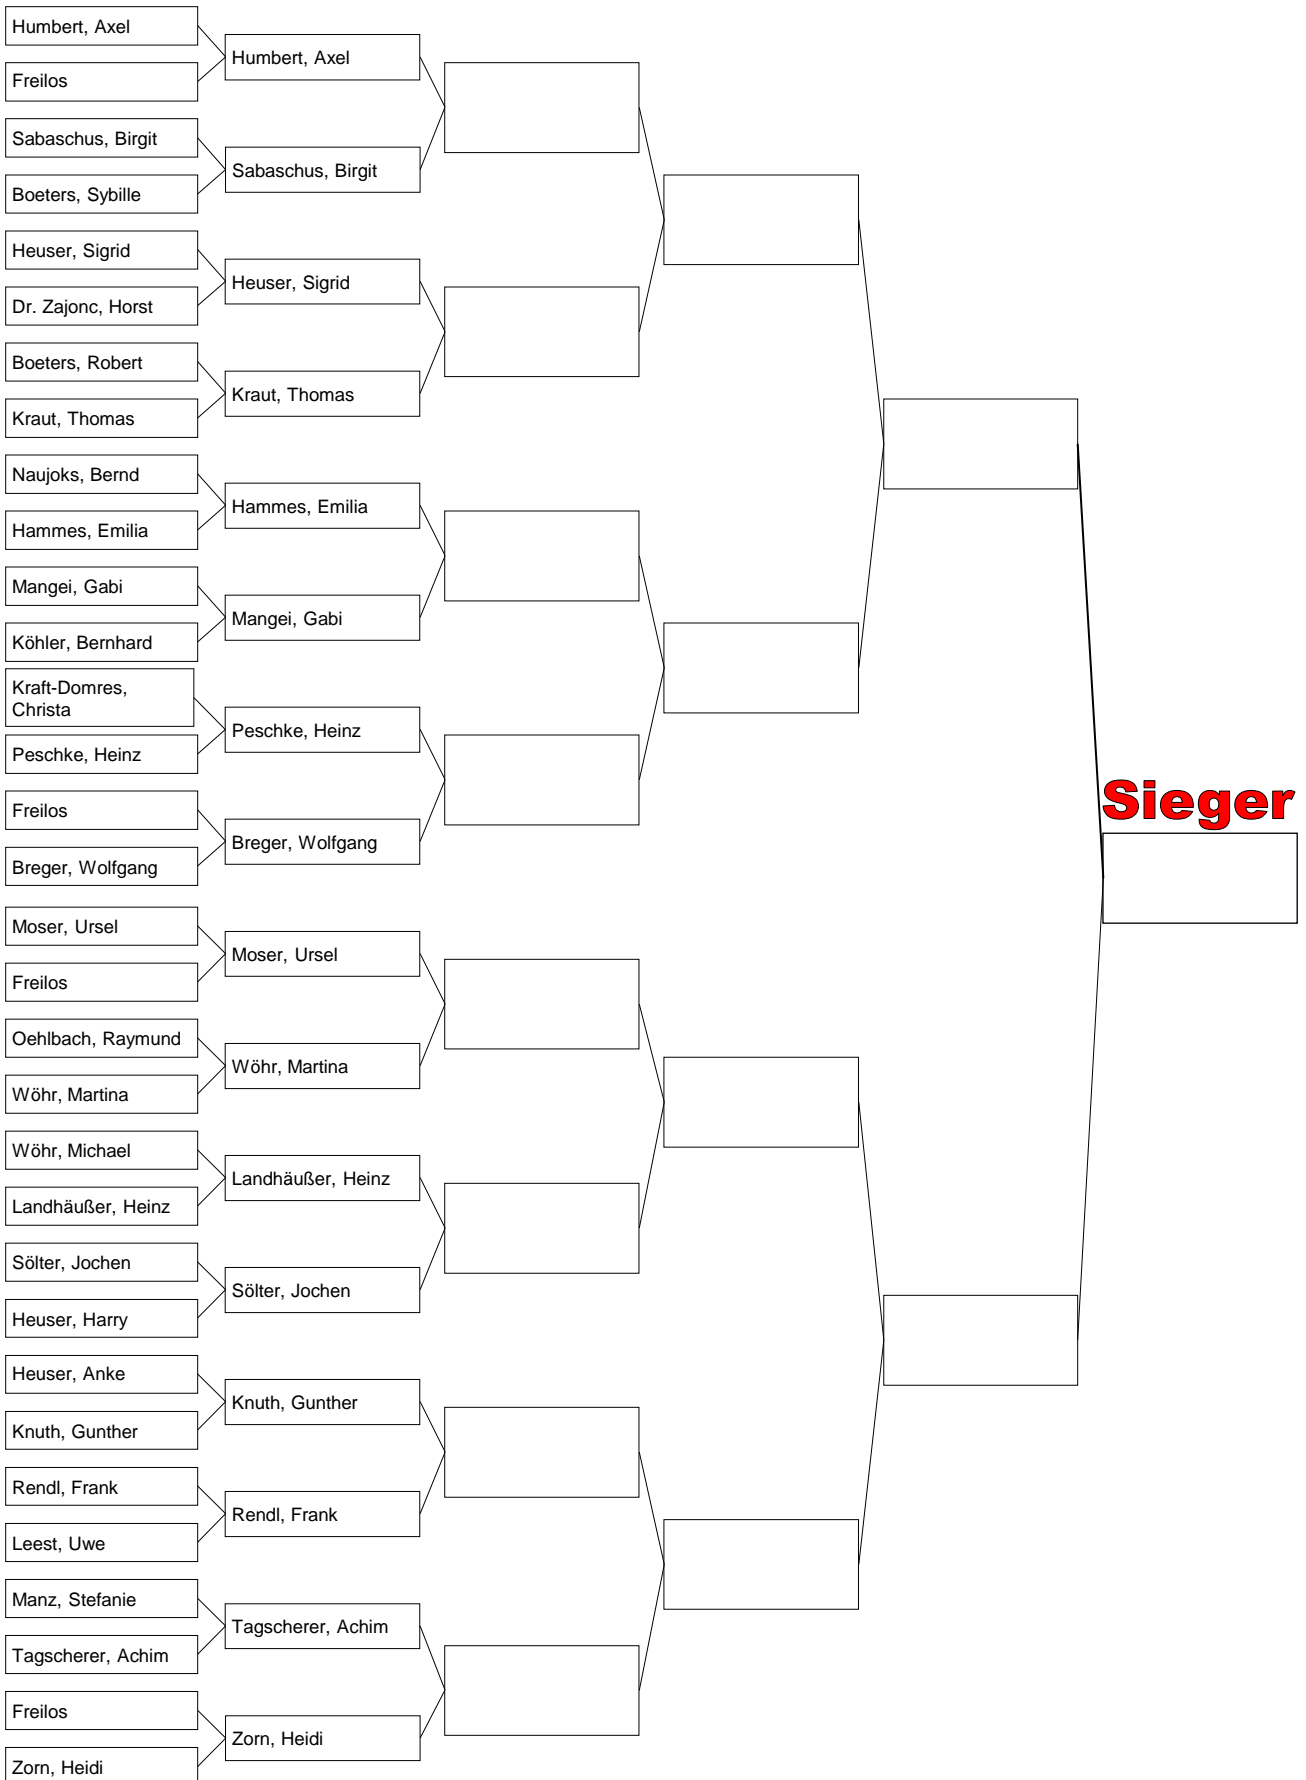 Humbert, Axel
Freilos
Sabaschus, Birgit
Boeters, Sybille
Heuser, Sigrid
Dr. Zajonc, Horst
Boeters, Robert
Kraut, Thomas
Naujoks, Bernd
Hammes, Emilia
Mangei, Gabi
Köhler, Bernhard
Kraft-Domres,
Christa
Peschke, Heinz
Freilos
Breger, Wolfgang
Moser, Ursel
Freilos
Oehlbach, Raymund
Wöhr, Martina
Wöhr, Michael
Landhäußer, Heinz
Sölter, Jochen
Heuser, Harry
Heuser, Anke
Knuth, Gunther
Rendl, Frank
Leest, Uwe
Manz, Stefanie
Tagscherer, Achim
Freilos
Zorn, Heidi
Humbert, Axel
Sabaschus, Birgit
Heuser, Sigrid
Kraut, Thomas
Hammes, Emilia
Mangei, Gabi
Peschke, Heinz
Breger, Wolfgang
Moser, Ursel
Wöhr, Martina
Landhäußer, Heinz
Sölter, Jochen
Knuth, Gunther
Rendl, Frank
Tagscherer, Achim
Zorn, Heidi
Sieger